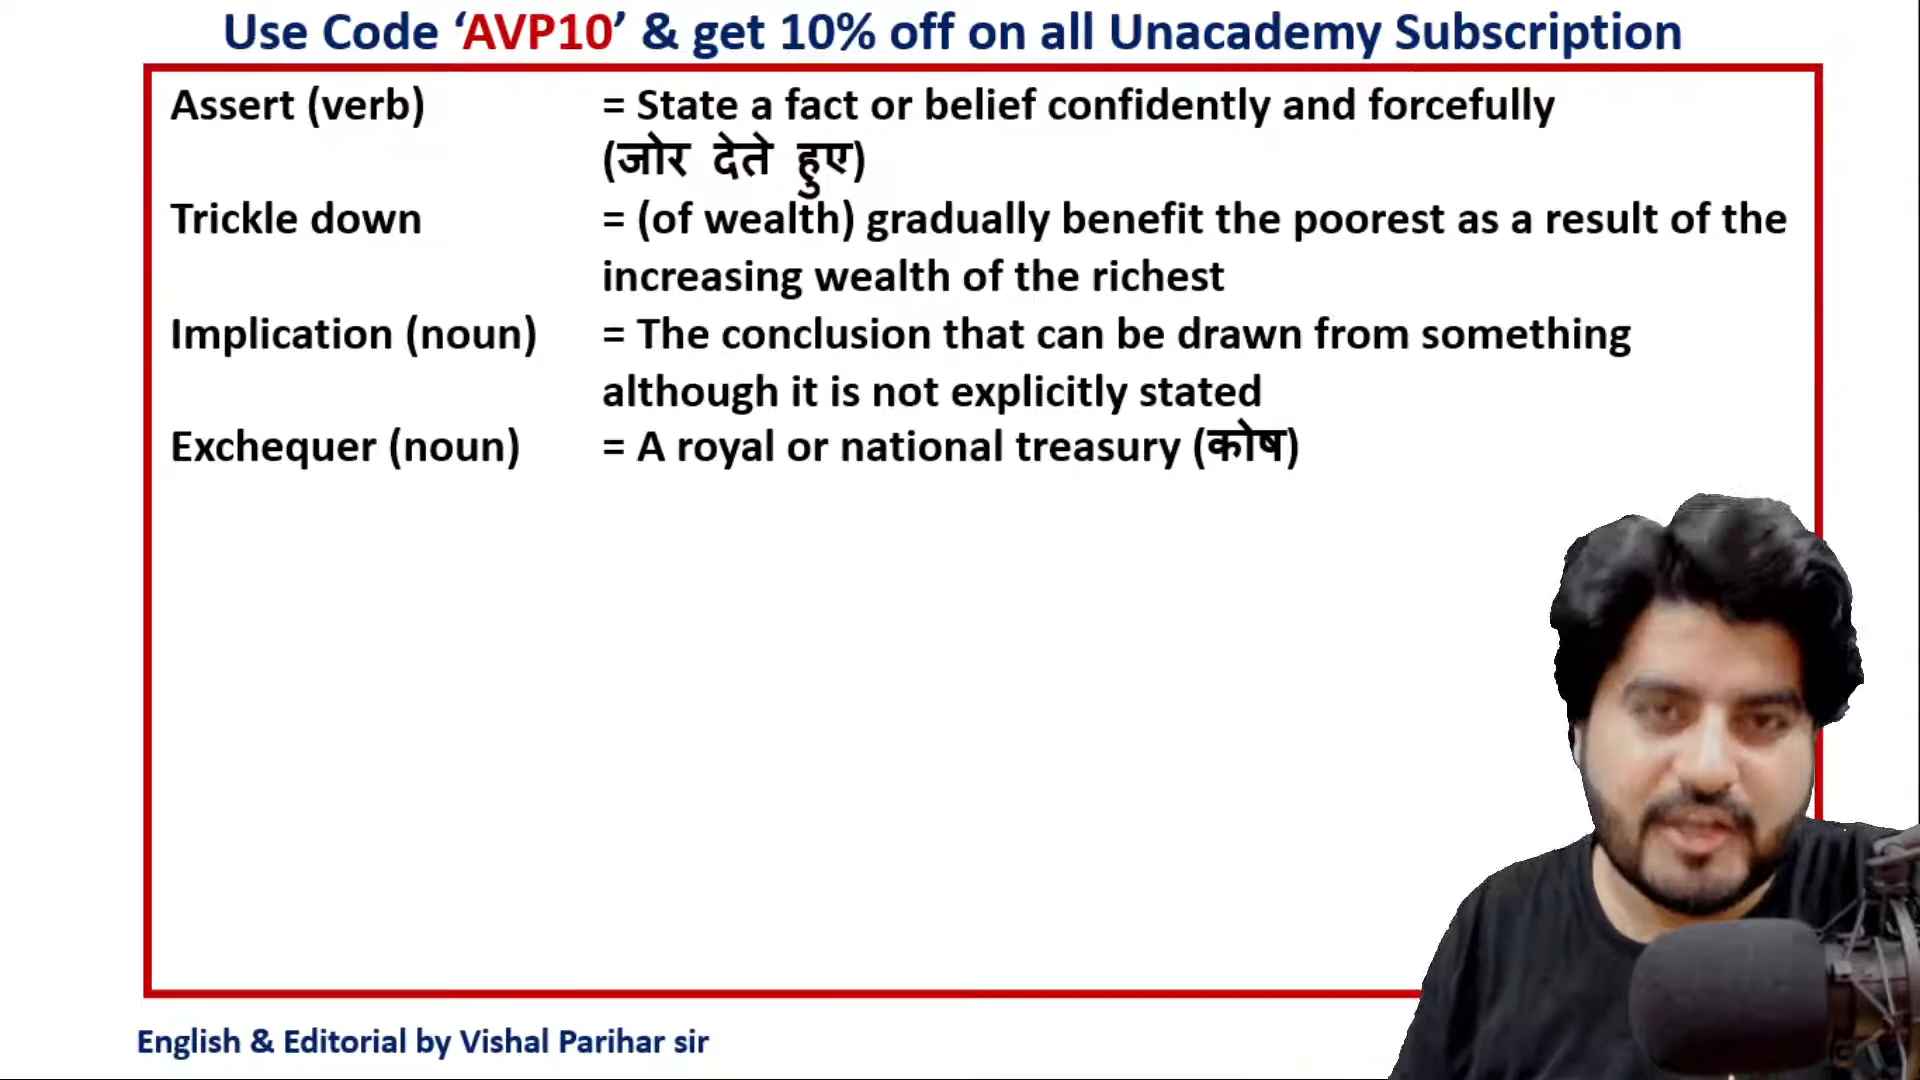 Use Code ‘AVP10’ & get 10% off on all Unacademy Subscription
Assert (verb) = State a fact or belief confidently and forcefully
(जोर देते हुए)
Trickle down = (of wealth) gradually benefit the poorest as a result of the
increasing wealth of the richest
Implication (noun) = The conclusion that can be drawn from something
although it is not explicitly stated
Exchequer (noun) = A royal or national treasury (कोष)
English & Editorial by Vishal Parihar sir